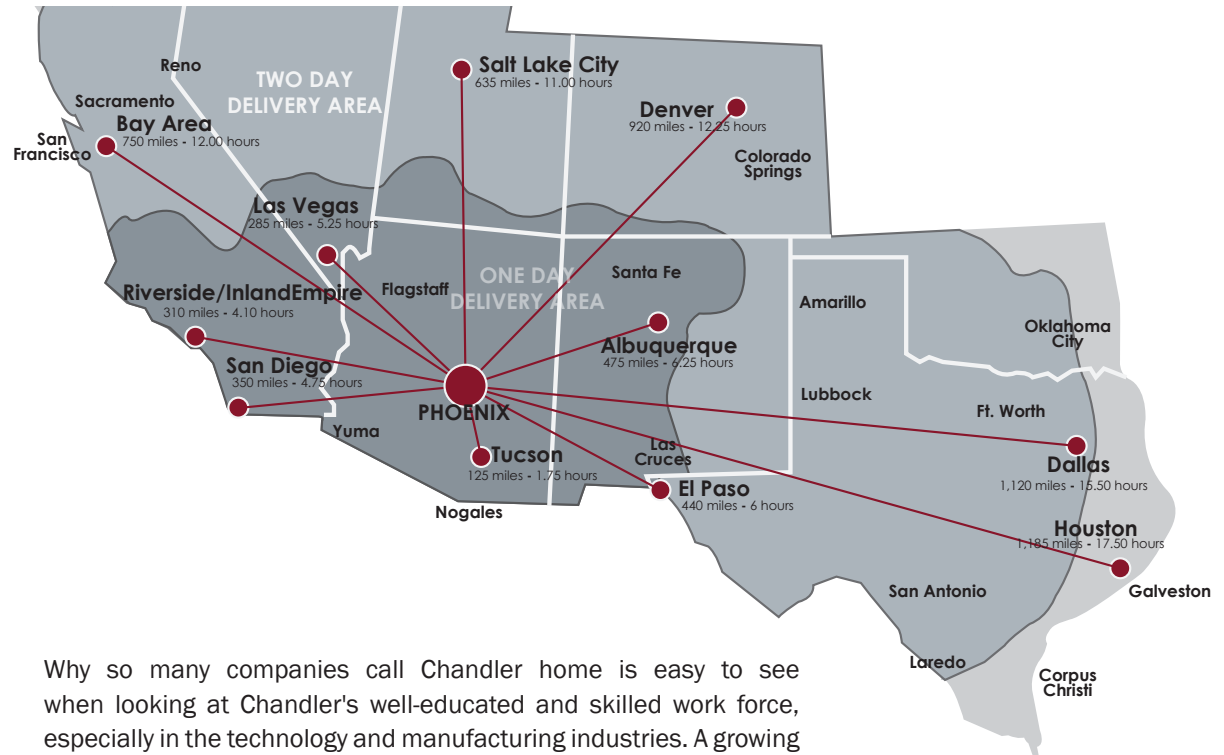 Reno
TWO DAY
DELIVERY AREA
Salt Lake City
635 miles - 11.00 hours
Sacramento
Bay Area
750 miles - 12.00 hours
San
Francisco
Denver
920 miles - 12.25 hours
Colorado
Springs
Las Vegas
285 miles - 5.25 hours
ONE DAY
DELIVERY AREA
Santa Fe
Flagstaff
Riverside/InlandEmpire
310 miles - 4.10 hours
Amarillo
Oklahoma
City
Albuquerque
475 miles - 6.25 hours
San Diego
350 miles - 4.75 hours
PHOENIX
Lubbock
Ft. Worth
Yuma
Las
Cruces
Tucson
125 miles - 1.75 hours
Dallas
1,120 miles - 15.50 hours
El Paso
440 miles - 6 hours
Nogales
Houston
1,185 miles - 17.50 hours
San Antonio
Galveston
Laredo
Corpus
Christi
Why so many companies call Chandler home is easy to see
when looking at Chandler's well-educated and skilled work force,
especially in the technology and manufacturing industries. A growing